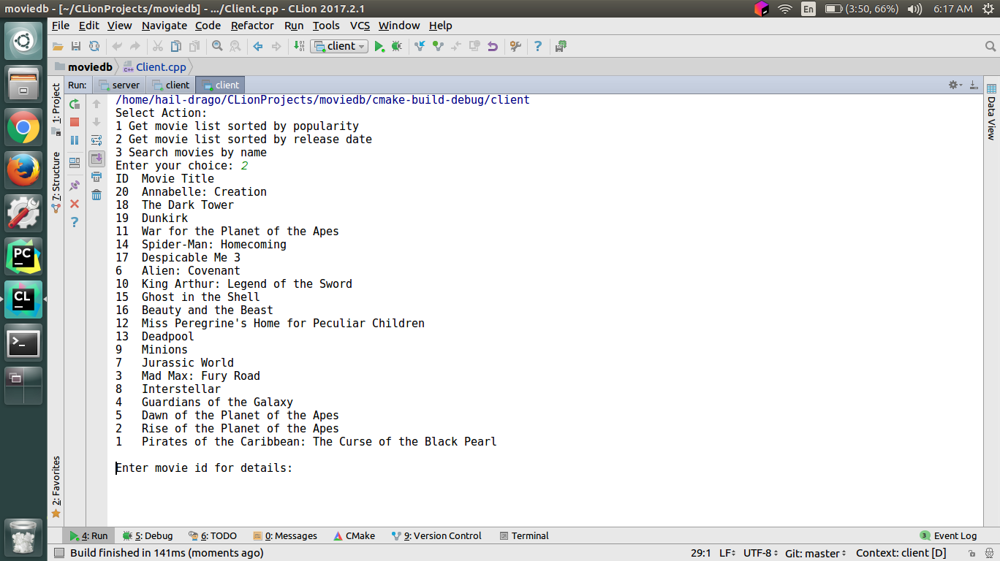 moviedb - [~/CLionProjects/moviedb] - .../Client.cpp - CLion 2017.2.1
En (3:50, 66%) 6:17 AM
File Edit View Navigate Code Refactor Run Tools VCS Window Help
client
moviedb Client.cpp
Run: server client client
1: Project
7: Structure
2: Favorites
Data View
PC
CL
>_
/home/hail-drago/CLionProjects/moviedb/cmake-build-debug/client
Select Action:
1 Get movie list sorted by popularity
2 Get movie list sorted by release date
3 Search movies by name
Enter your choice: 2
ID  Movie Title
20  Annabelle: Creation
18  The Dark Tower
19  Dunkirk
11  War for the Planet of the Apes
14  Spider-Man: Homecoming
17  Despicable Me 3
6   Alien: Covenant
10  King Arthur: Legend of the Sword
15  Ghost in the Shell
16  Beauty and the Beast
12  Miss Peregrine's Home for Peculiar Children
13  Deadpool
9   Minions
7   Jurassic World
3   Mad Max: Fury Road
8   Interstellar
4   Guardians of the Galaxy
5   Dawn of the Planet of the Apes
2   Rise of the Planet of the Apes
1   Pirates of the Caribbean: The Curse of the Black Pearl
Enter movie id for details:
4: Run 5: Debug 6: TODO 0: Messages CMake 9: Version Control Terminal 3 Event Log
Build finished in 141ms (moments ago) 29:1 LF UTF-8 Git: master Context: client [D]